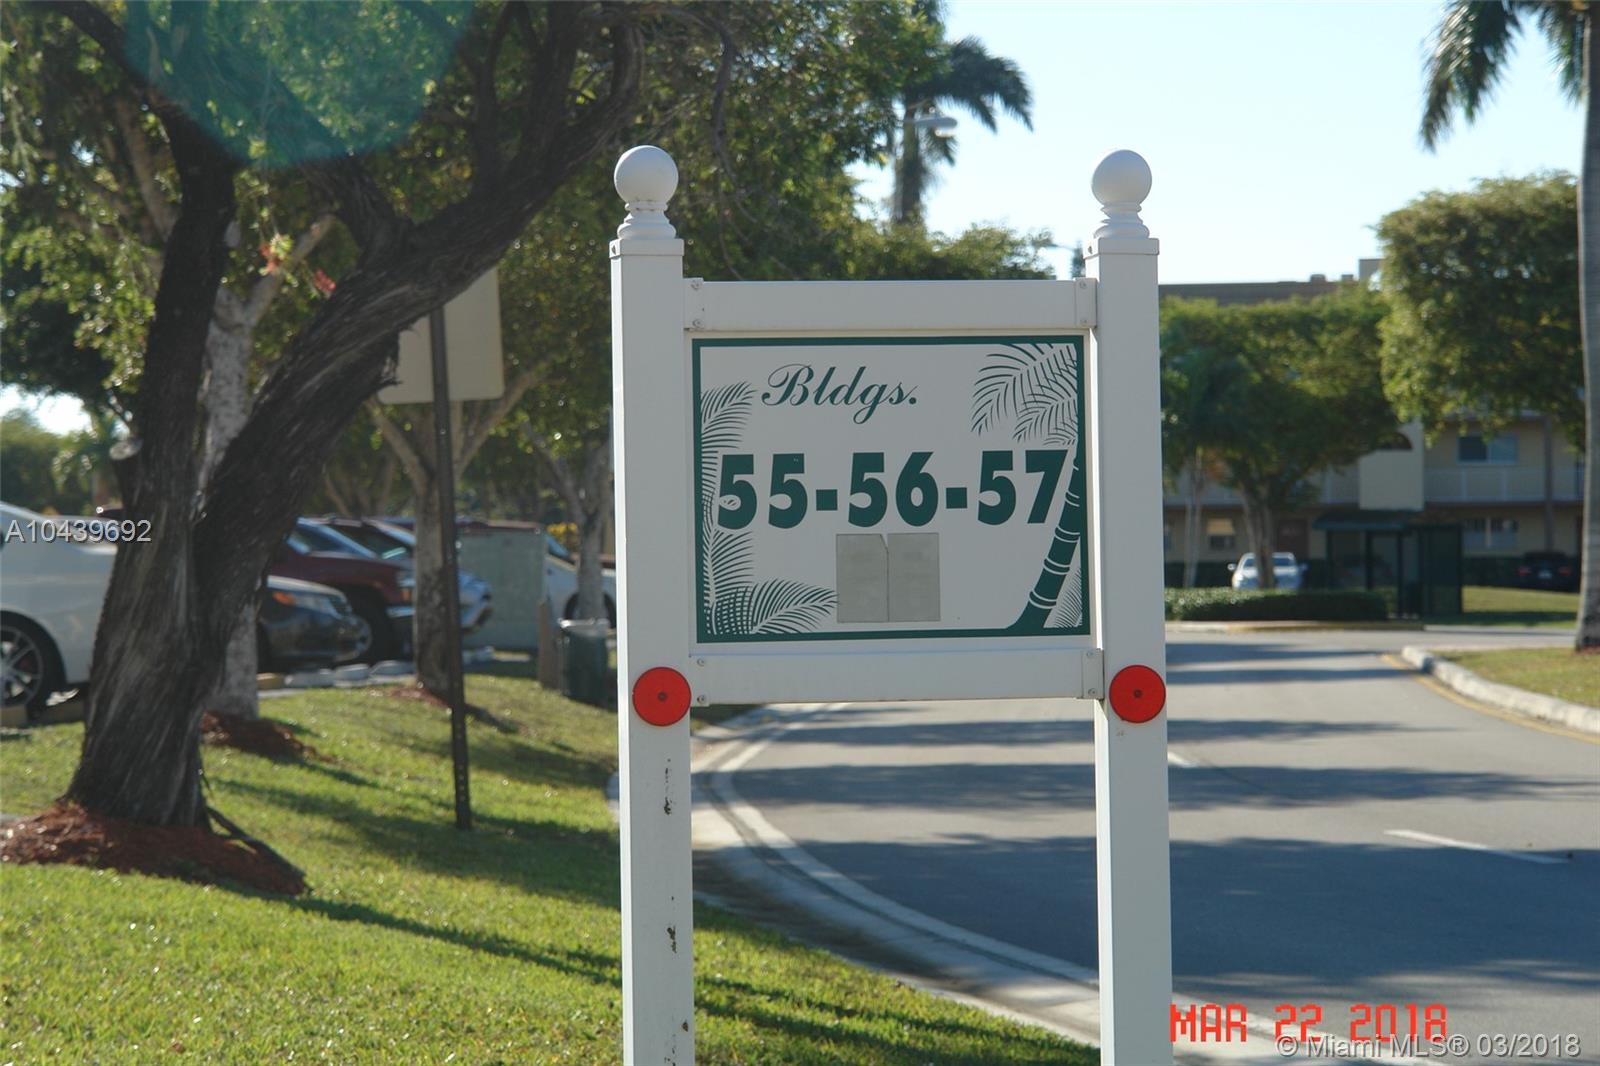 Bldgs.
55-56-57
A10439692
MAR 22 2018
© Miami MLS® 03/2018